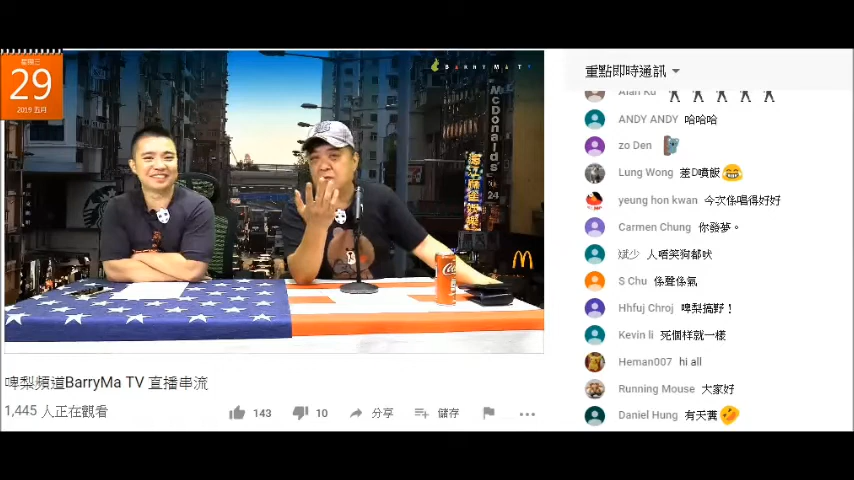 星期三
29
2019 五月
BARRYMA TV
McDonald's
24
重點即時通訊
Alan Ku
ANDY ANDY 哈哈哈
zo Den
Lung Wong 差D噴飯😂
yeung hon kwan 今次係唱得好好
Carmen Chung 你發夢。
斌少 人唔笑狗都吠
S Chu 係聲係氣
Hhfuj Chroj 啤梨搞野！
Kevin li 死個样就一樣
Heman007 hi all
Running Mouse 大家好
Daniel Hung 有天賣🤣
啤梨頻道BarryMa TV 直播串流
1,445 人正在觀看
143 10 分享 儲存